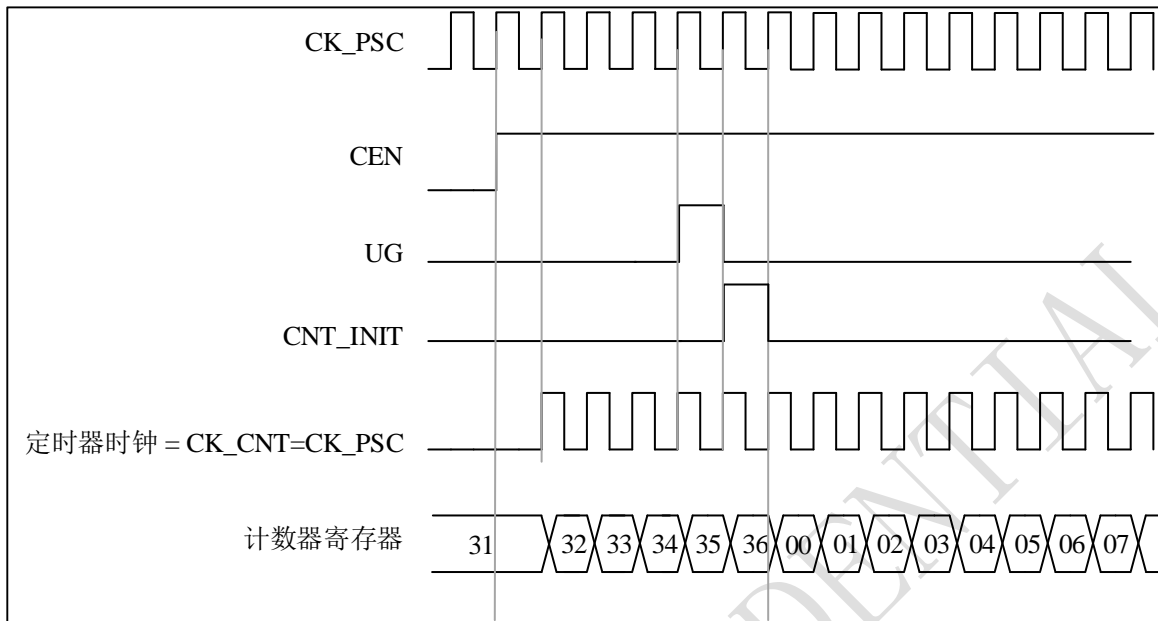 CK_PSC
CEN
UG
CNT_INIT
定时器时钟 = CK_CNT=CK_PSC
计数器寄存器 31 32 33 34 35 36 00 01 02 03 04 05 06 07
DENTIAL